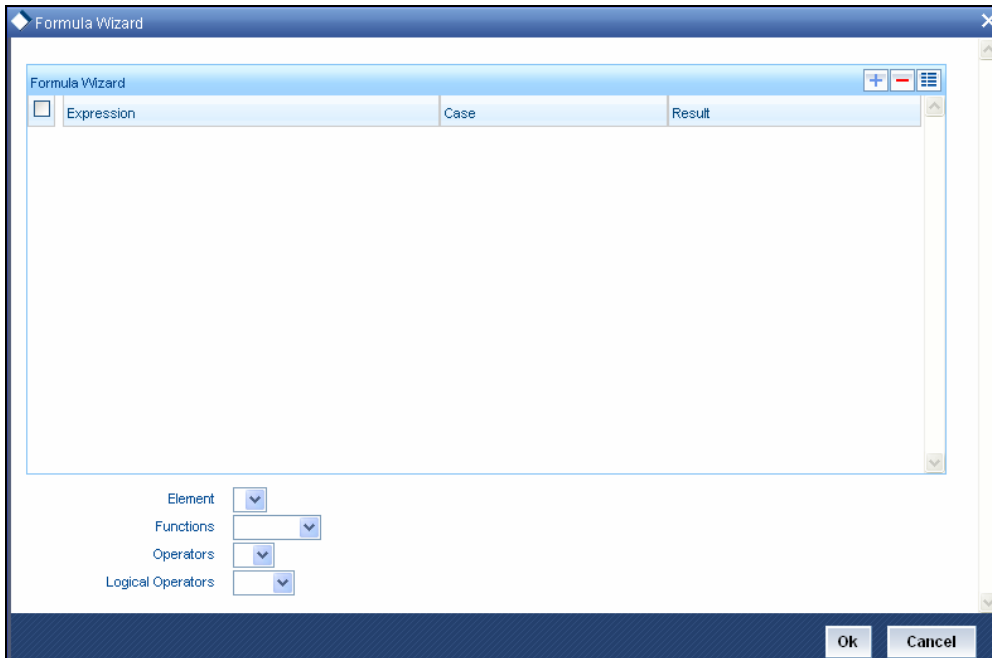 Formula Wizard
Formula Wizard
Expression Case Result
Element
Functions
Operators
Logical Operators
Ok Cancel